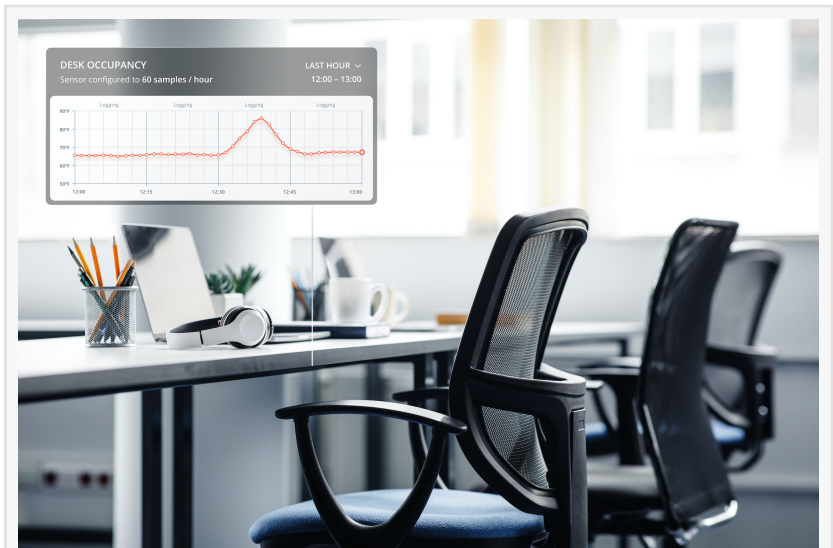 DESK OCCUPANCY
LAST HOUR
Sensor configured to 60 samples / hour
12:00 – 13:00
Logging Logging Logging Logging
90°F
80°F
70°F
60°F
50°F
12:00 12:15 12:30 12:45 13:00